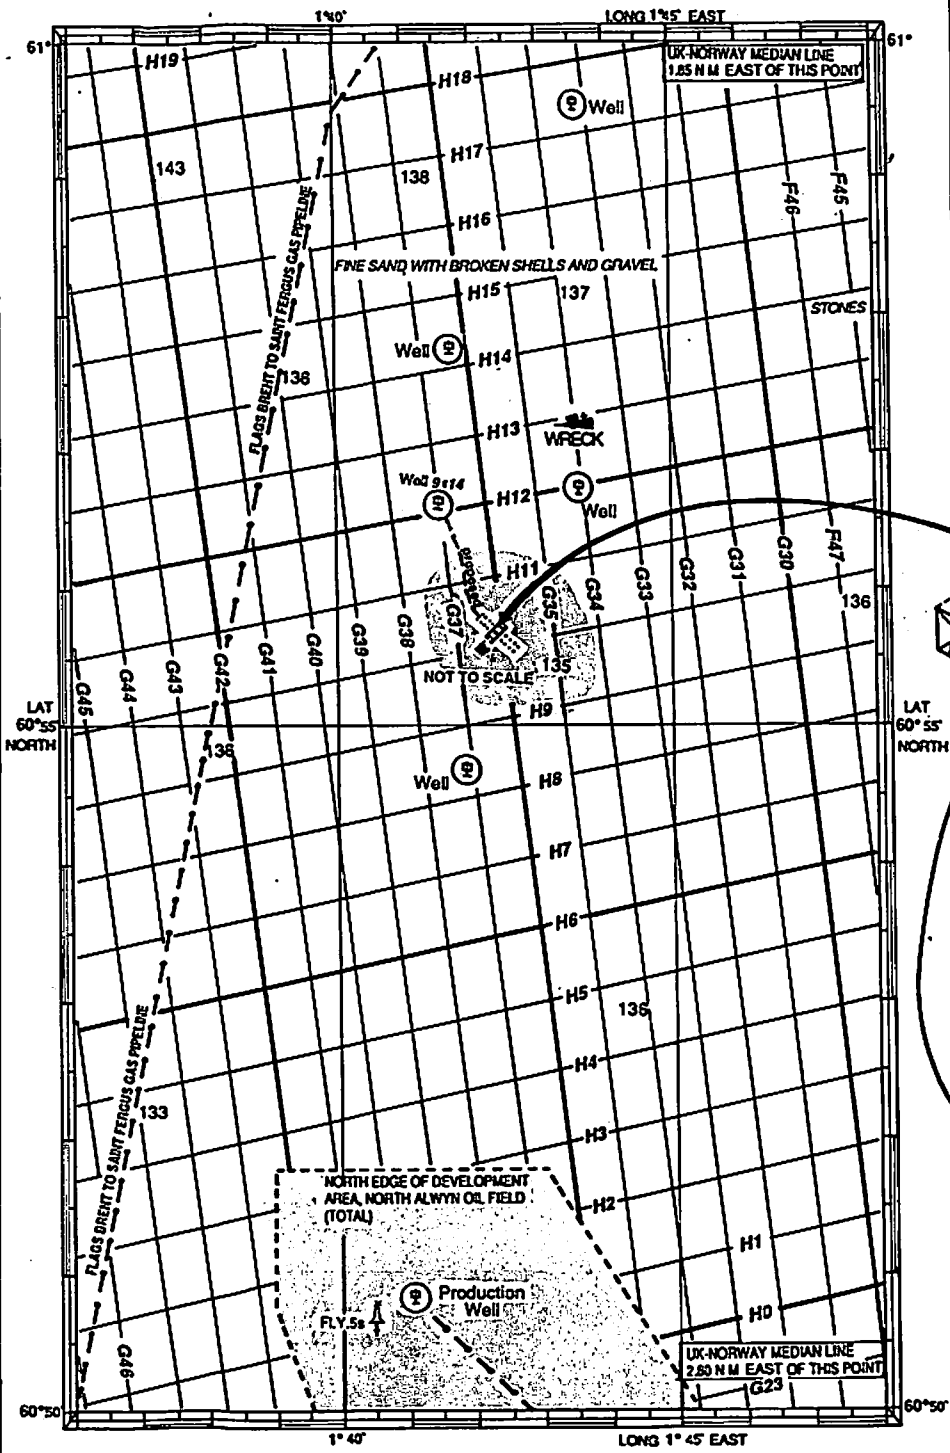 1°40'
LONG 1°45' EAST
61°
61°
UK-NORWAY MEDIAN LINE
1.85 N M EAST OF THIS POINT
H19
H18
Well
H17
143
138
F46
F45
H16
FINE SAND WITH BROKEN SHELLS AND GRAVEL
H15
137
STONES
FLAGS BRENT TO SAINT FERGUS GAS PIPELINE
Well
H14
136
H13
WRECK
Well 9s14
H12
Well
H11
G45
G44
G43
G42
G41
G40
G39
G38
G37
G35
G34
G33
G32
G31
G30
F47
136
135
NOT TO SCALE
H9
LAT
60°55'
NORTH
LAT
60°55'
NORTH
136
Well
H8
H7
H6
H5
136
H4
FLAGS BRENT TO SAINT FERGUS GAS PIPELINE
133
H3
NORTH EDGE OF DEVELOPMENT
AREA, NORTH ALWYN OIL FIELD
(TOTAL)
H2
H1
Production
Well
H0
FLY.5s
G46
UK-NORWAY MEDIAN LINE
2.80 N M EAST OF THIS POINT
G23
60°50'
60°50'
1°40'
LONG 1°45' EAST